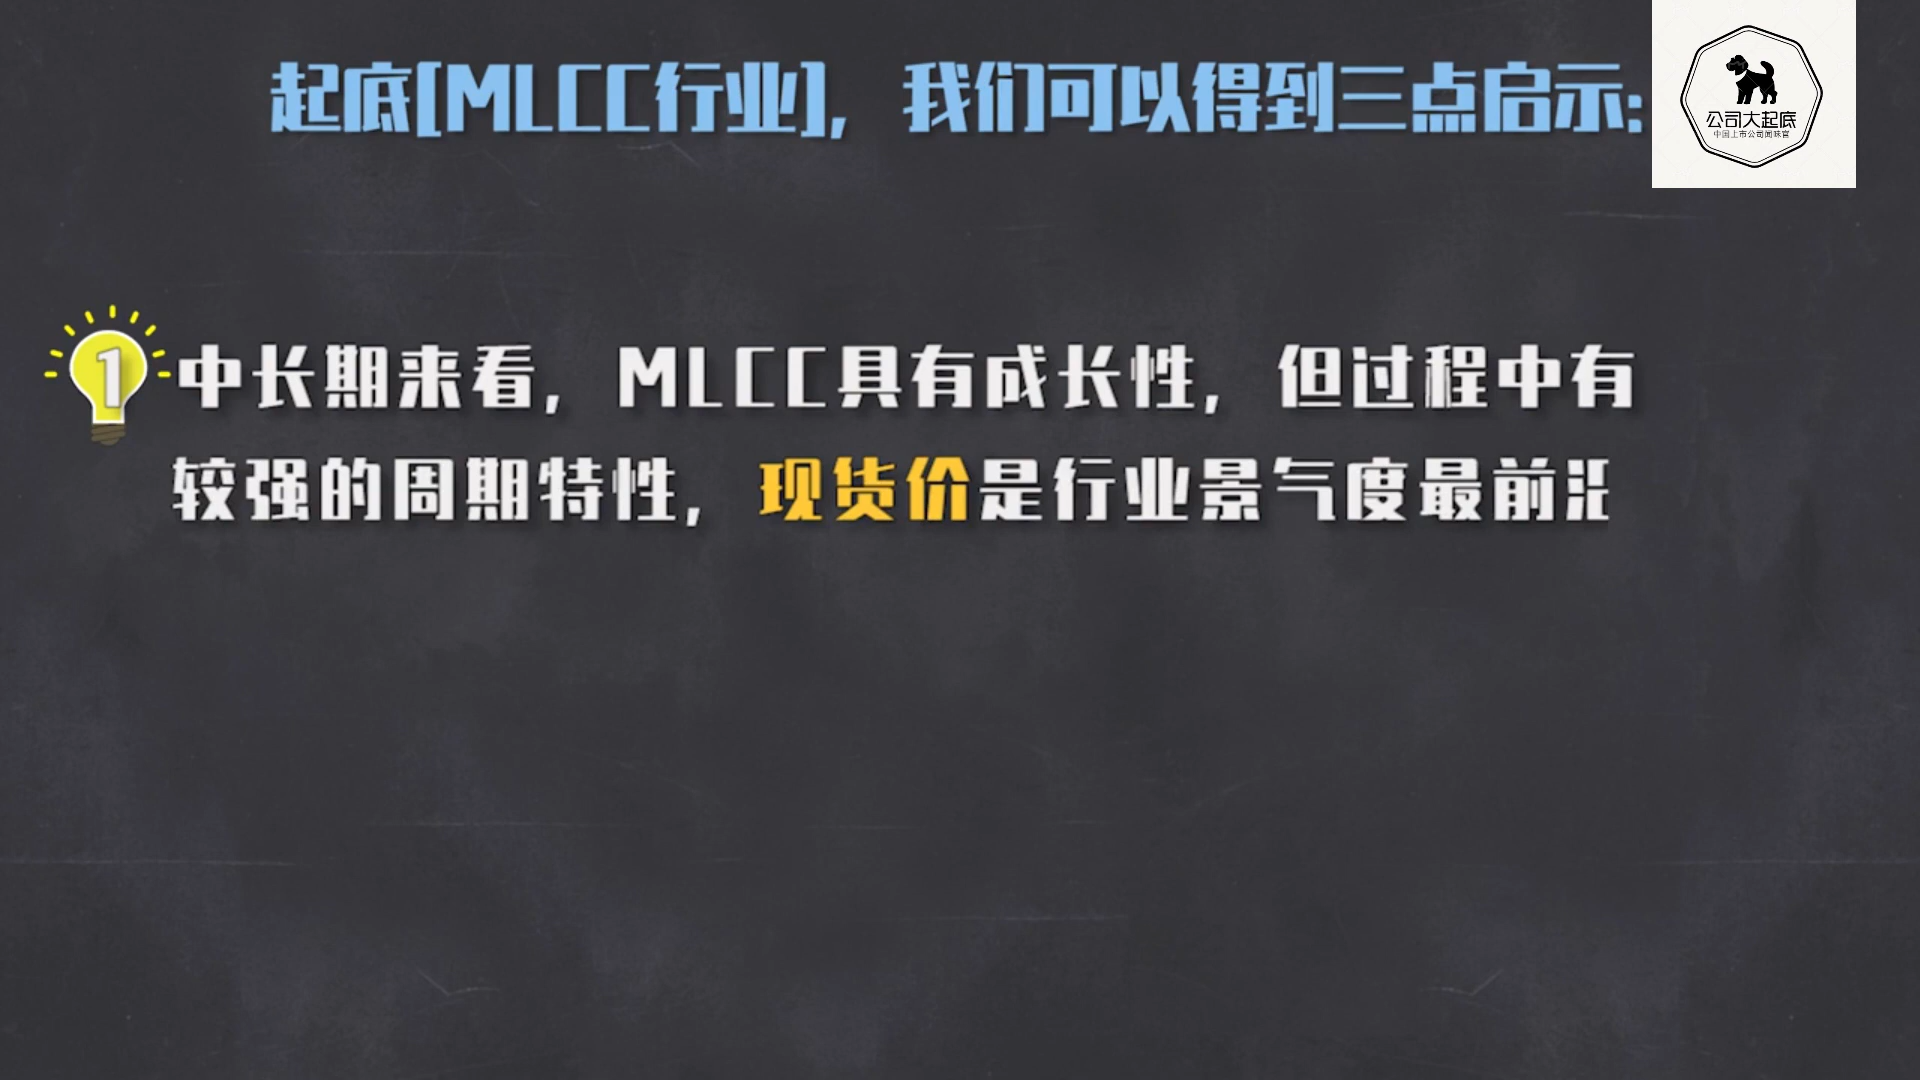 起底[MLCC行业],我们可以得到三点启示:
公司大起底
中国上市公司闻味官
1
中长期来看,MLCC具有成长性,但过程中有
较强的周期特性,现货价是行业景气度最前